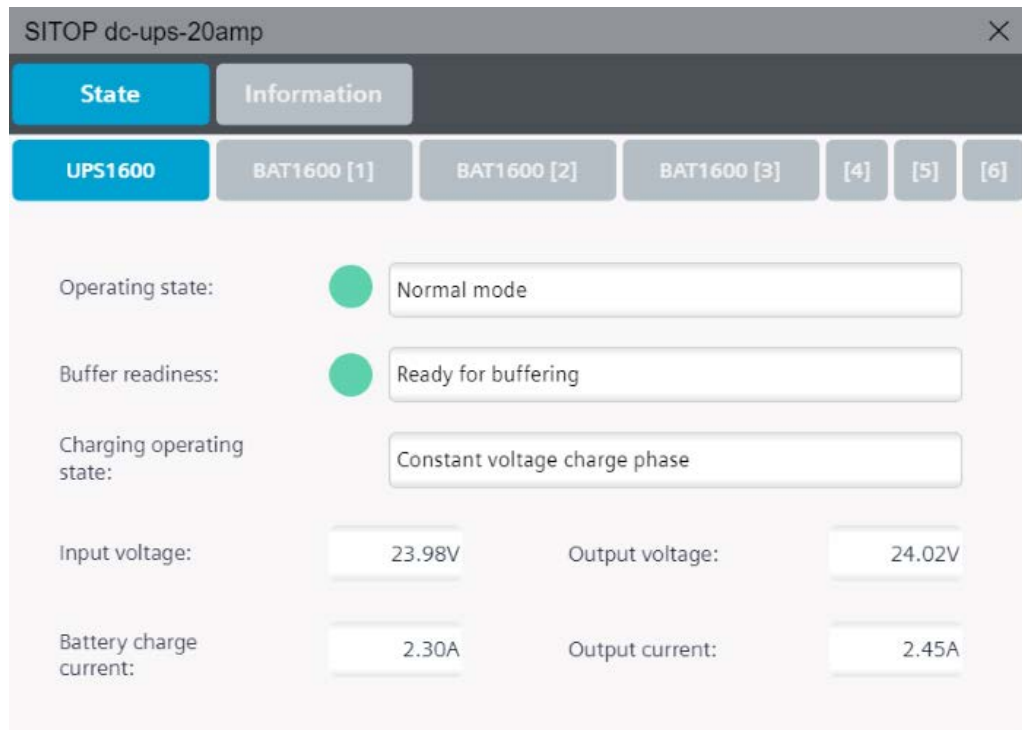 SITOP dc-ups-20amp
State Information
UPS1600 BAT1600 [1] BAT1600 [2] BAT1600 [3] [4] [5] [6]
Operating state: Normal mode
Buffer readiness: Ready for buffering
Charging operating
state:
Constant voltage charge phase
Input voltage: 23.98V Output voltage: 24.02V
Battery charge
current:
2.30A Output current: 2.45A